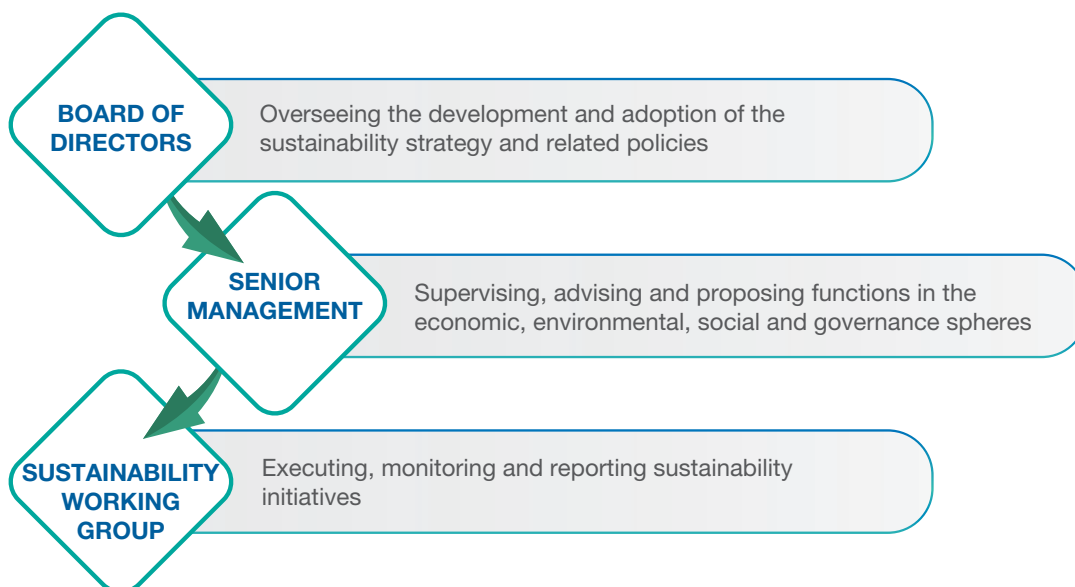 BOARD OF
DIRECTORS
Overseeing the development and adoption of the
sustainability strategy and related policies
SENIOR
MANAGEMENT
Supervising, advising and proposing functions in the
economic, environmental, social and governance spheres
SUSTAINABILITY
WORKING
GROUP
Executing, monitoring and reporting sustainability
initiatives